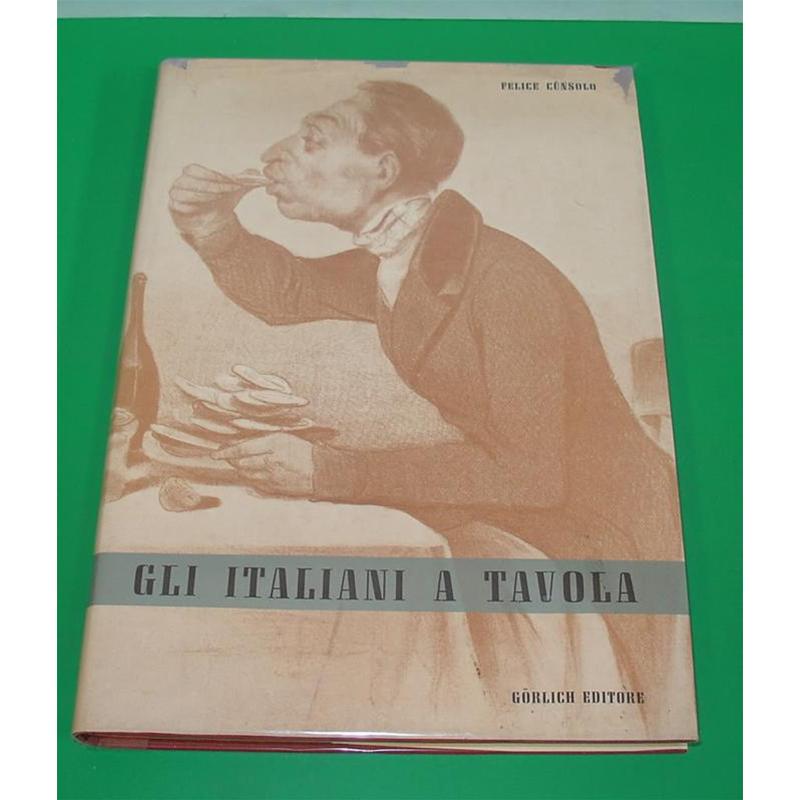 FELICE CÙNSOLO
GLI ITALIANI A TAVOLA
GÖRLICH EDITORE